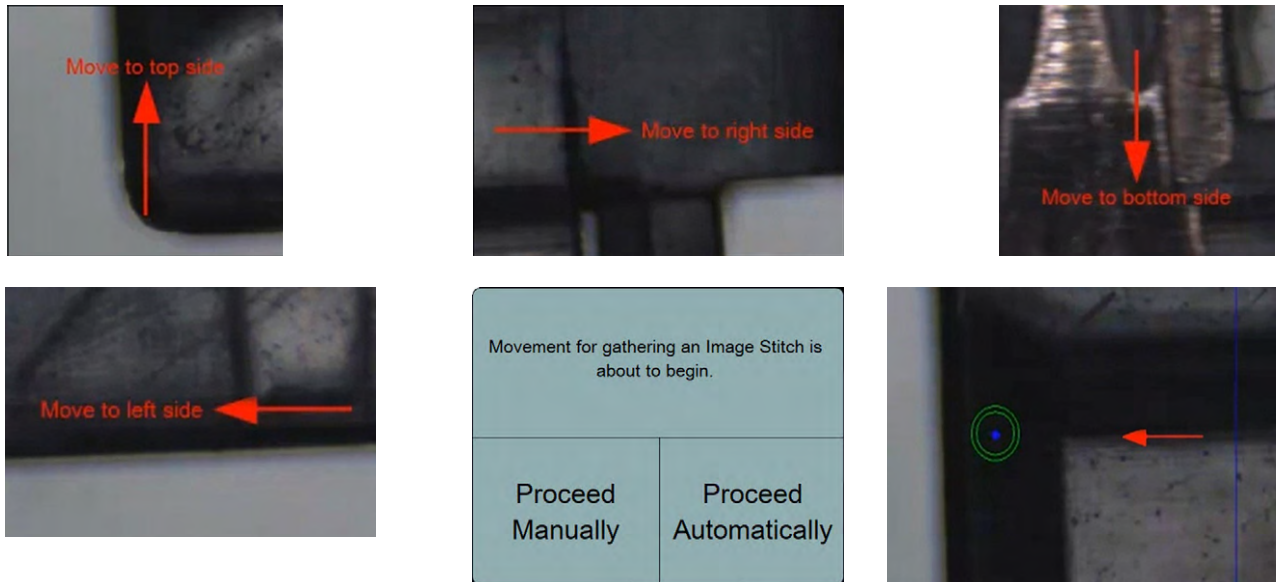 Move to top side
Move to right side
Move to bottom side
Move to left side
Movement for gathering an Image Stitch is
about to begin.
Proceed
Manually
Proceed
Automatically